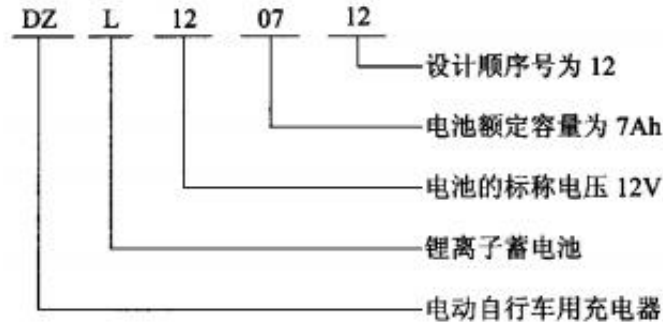 DZ L 12 07 12
设计顺序号为 12
电池额定容量为 7Ah
电池的标称电压 12V
锂离子蓄电池
电动自行车用充电器